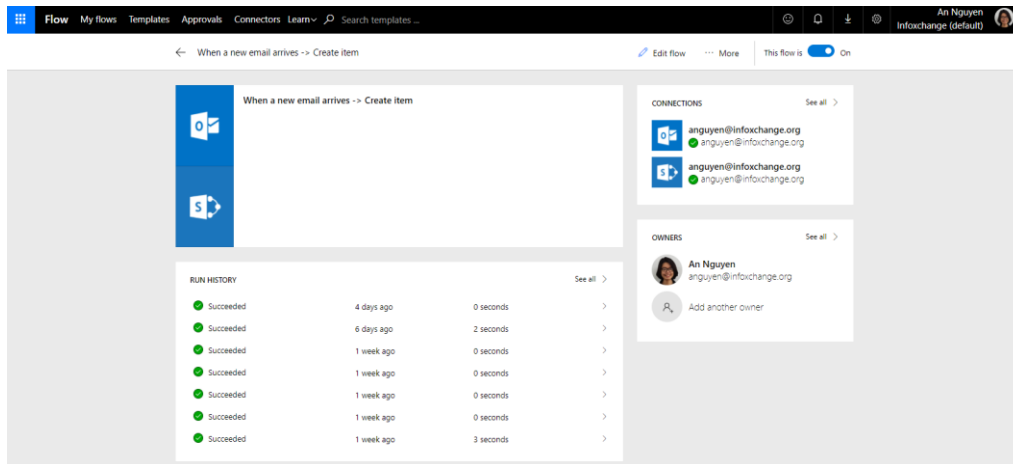 Flow My flows Templates Approvals Connectors Learn Search templates ...
An Nguyen
Infoxchange (default)
When a new email arrives -> Create item
Edit flow ... More This flow is On
When a new email arrives -> Create item
CONNECTIONS See all
anguyen@infoxchange.org
anguyen@infoxchange.org
anguyen@infoxchange.org
anguyen@infoxchange.org
OWNERS See all
An Nguyen
anguyen@infoxchange.org
Add another owner
RUN HISTORY See all
Succeeded 4 days ago 0 seconds
Succeeded 6 days ago 2 seconds
Succeeded 1 week ago 0 seconds
Succeeded 1 week ago 0 seconds
Succeeded 1 week ago 0 seconds
Succeeded 1 week ago 0 seconds
Succeeded 1 week ago 3 seconds